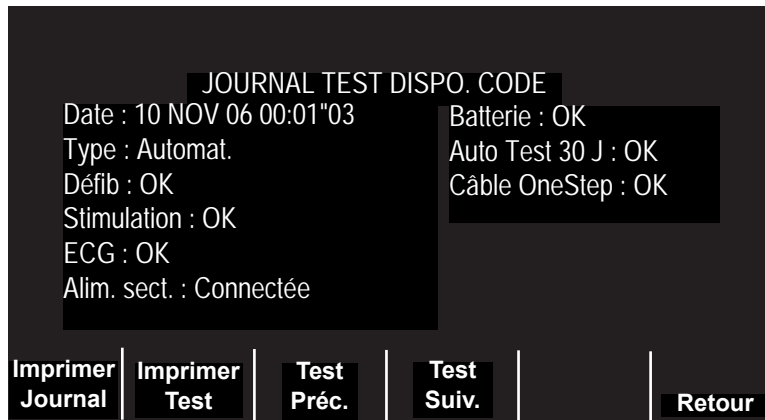 JOURNAL TEST DISPO. CODE
Date : 10 NOV 06 00:01"03
Type : Automat.
Défib : OK
Stimulation : OK
ECG : OK
Alim. sect. : Connectée
Batterie : OK
Auto Test 30 J : OK
Câble OneStep : OK
Imprimer Journal
Imprimer Test
Test Préc.
Test Suiv.
Retour